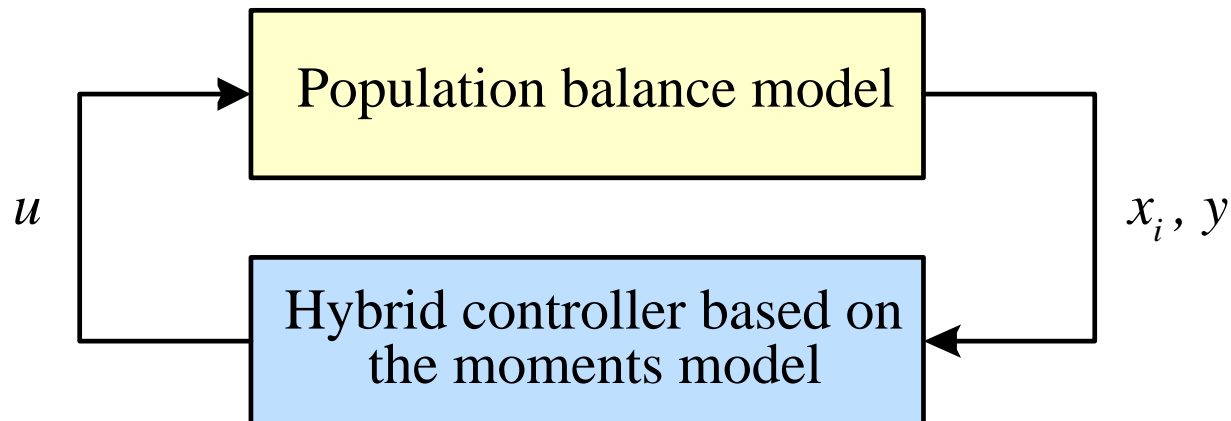 Population balance model
u
x_i, y
Hybrid controller based on
the moments model